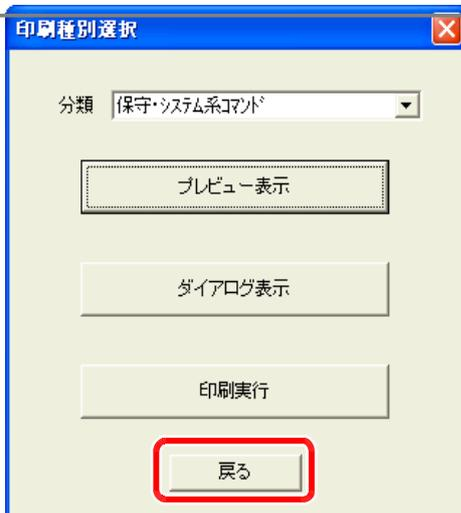 印刷種別選択
分類 保守・システム系コマンド
プレビュー表示
ダイアログ表示
印刷実行
戻る